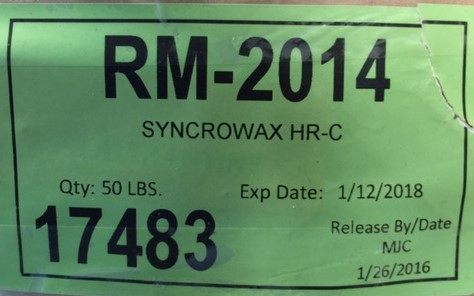 RM-2014
SYNCROWAX HR-C
Qty: 50 LBS. Exp Date: 1/12/2018
17483
Release By/Date
MJC
1/26/2016